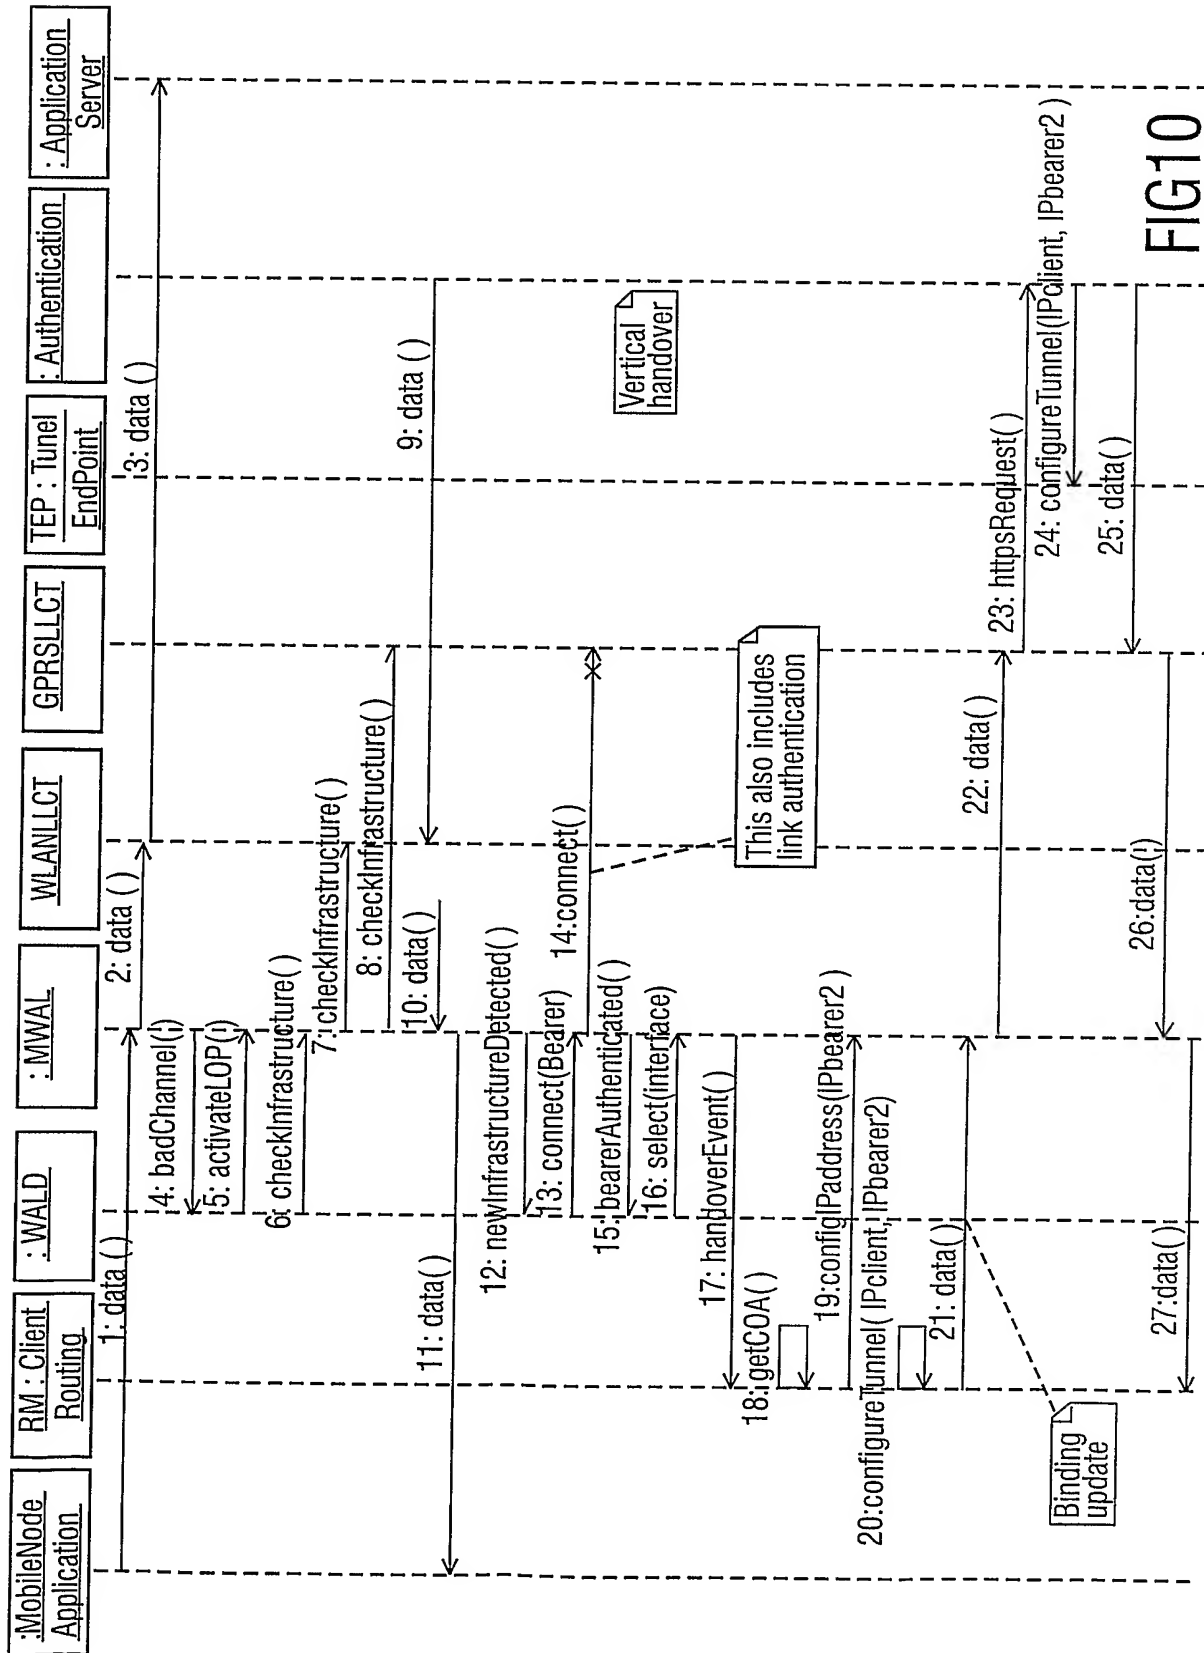 :MobileNode
Application
RM : Client
Routing
: WALD
: MWAL
WLANLLCT
GPRSLLCT
TEP : Tunel
EndPoint
: Authentication
: Application
Server
1: data ( )
2: data ( )
3: data ( )
4: badChannel( )
5: activateLOP( )
6: checkInfrastructure( )
7: checkInfrastructure( )
8: checkInfrastructure( )
9: data ( )
10: data( )
11: data( )
12: newInfrastructureDetected( )
13: connect(Bearer)
14:connect( )
This also includes
link authentication
Vertical
handover
15: bearerAuthenticated( )
16: select(interface)
17: handoverEvent( )
18: getCOA( )
19:configIPaddress(IPbearer2 )
20:configureTunnel( IPclient, IPbearer2)
21: data( )
Binding
update
22: data( )
23: httpsRequest( )
24: configureTunnel(IPclient, IPbearer2 )
25: data( )
26:data( )
27:data( )
FIG10